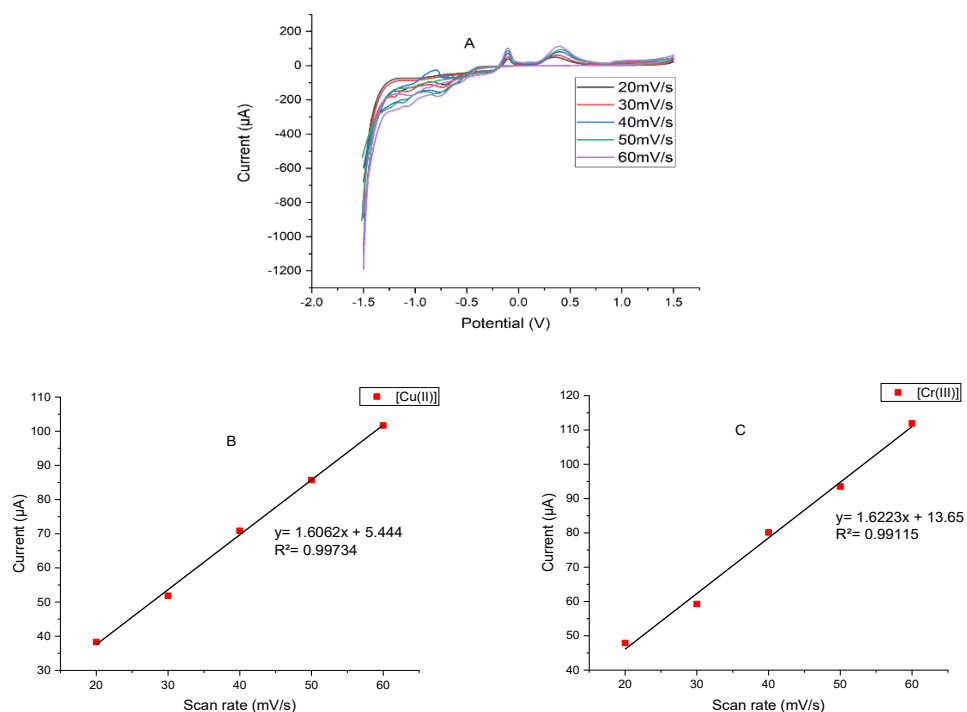 A
200
0
-200
-400
-600
-800
-1000
-1200
Current (µA)
20mV/s
30mV/s
40mV/s
50mV/s
60mV/s
-2.0 -1.5 -1.0 -0.5 0.0 0.5 1.0 1.5
Potential (V)
[Cu(II)]
B
110
100
90
80
70
60
50
40
30
Current (µA)
y= 1.6062x + 5.444
R²= 0.99734
20 30 40 50 60
Scan rate (mV/s)
[Cr(III)]
C
120
110
100
90
80
70
60
50
40
Current (µA)
y= 1.6223x + 13.65
R²= 0.99115
20 30 40 50 60
Scan rate (mV/s)